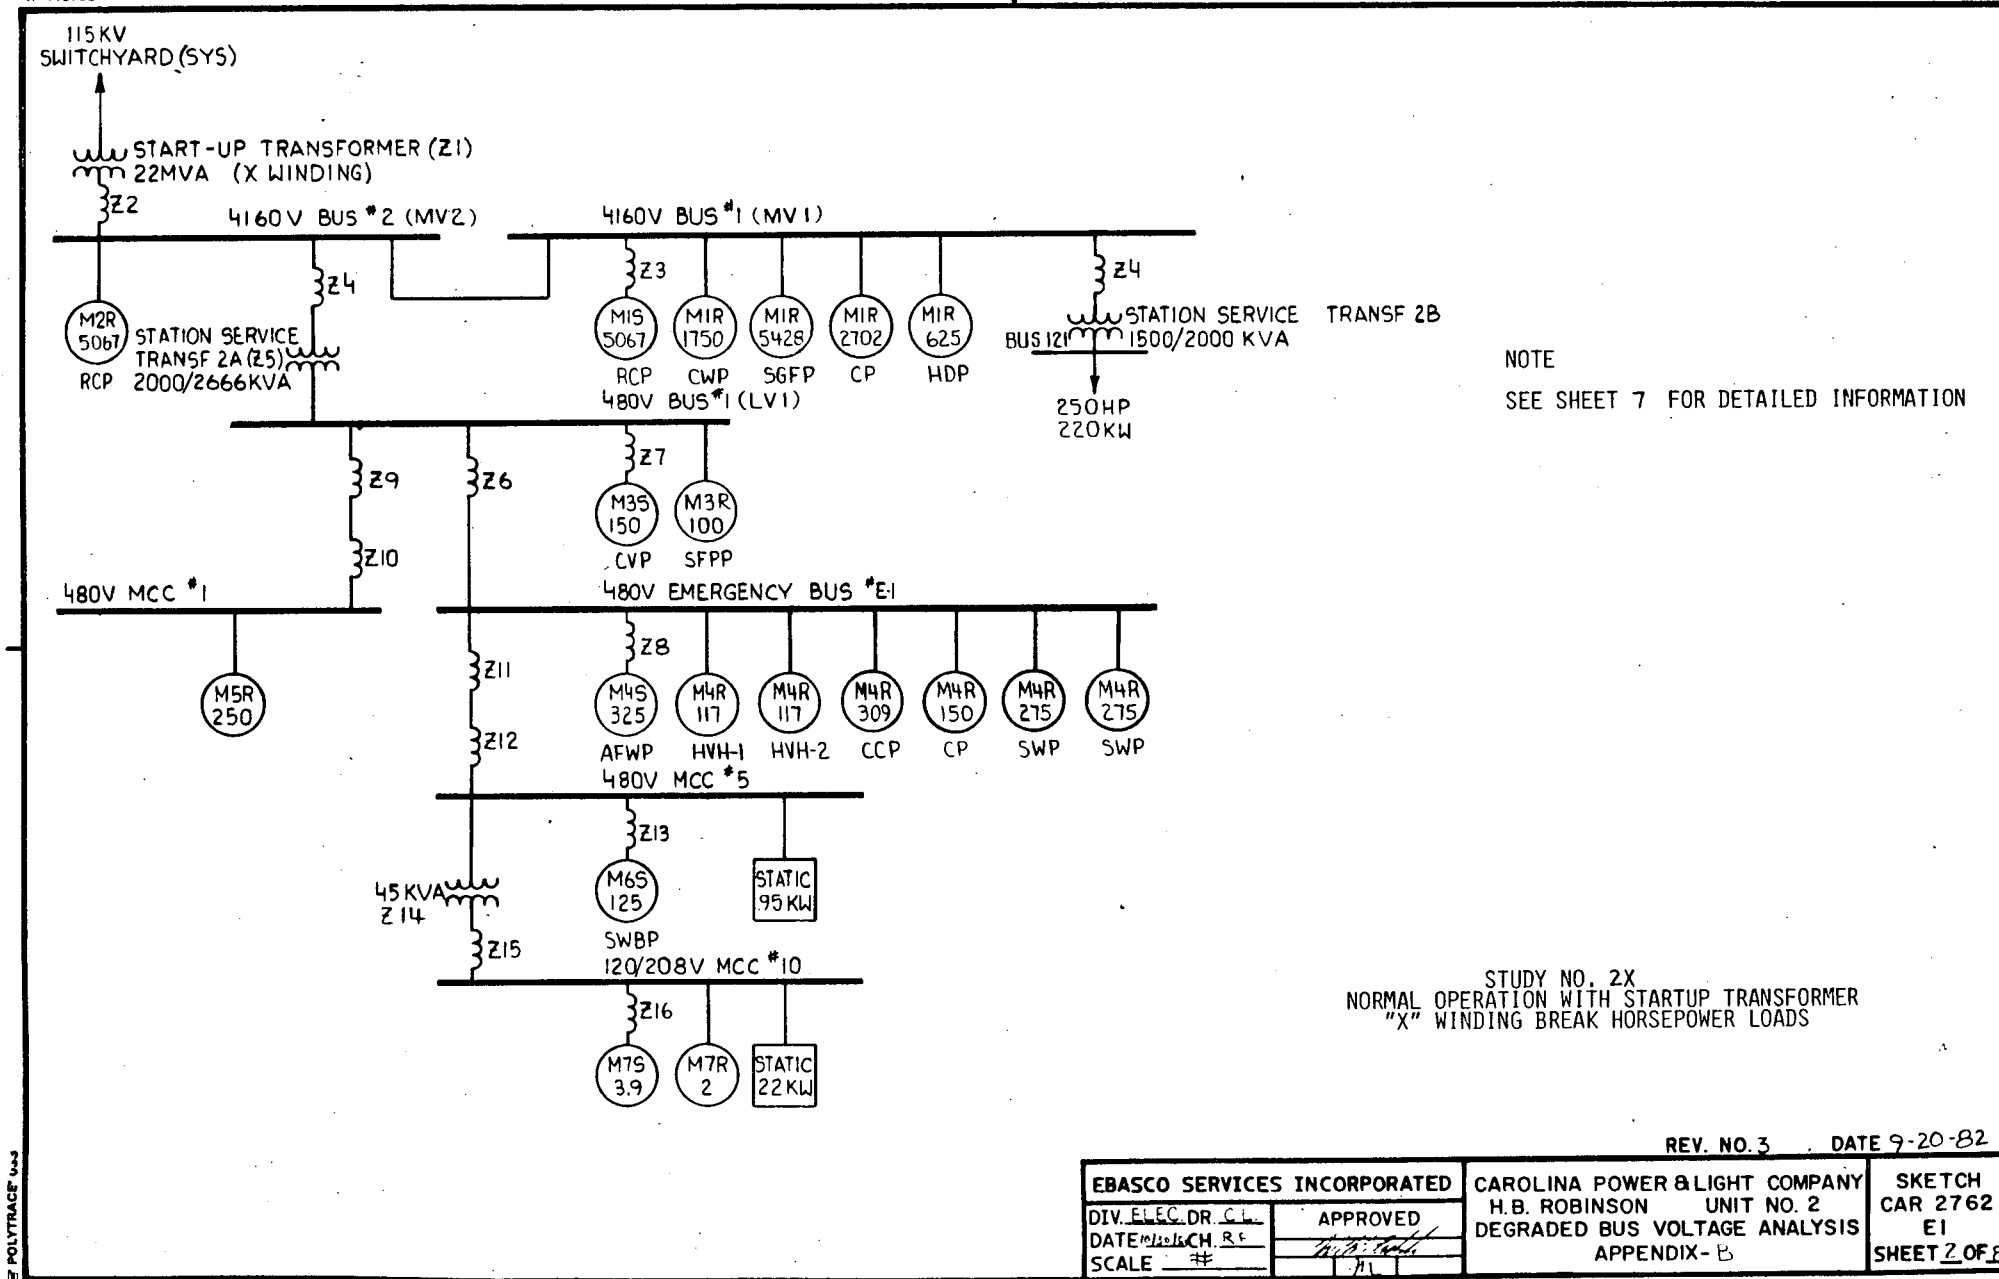 115KV
SWITCHYARD (SYS)
START-UP TRANSFORMER (Z1)
22MVA (X WINDING)
Z2
4160V BUS #2 (MV2)
4160V BUS #1 (MV1)
Z4
Z3
Z4
M2R
5067
RCP
STATION SERVICE
TRANSF 2A (Z5)
2000/2666KVA
M1S
5067
RCP
M1R
1750
CWP
M1R
5428
SGFP
M1R
2702
CP
M1R
625
HDP
STATION SERVICE TRANSF 2B
1500/2000 KVA
BUS 121
250HP
220KW
NOTE
SEE SHEET 7 FOR DETAILED INFORMATION
480V BUS #1 (LV1)
Z9
Z6
Z7
Z10
M3S
150
CVP
M3R
100
SFPP
480V MCC #1
480V EMERGENCY BUS #E-1
M5R
250
Z11
Z8
Z12
M4S
325
AFWP
M4R
117
HVH-1
M4R
117
HVH-2
M4R
309
CCP
M4R
150
CP
M4R
275
SWP
M4R
275
SWP
480V MCC #5
Z13
45KVA
Z14
M6S
125
SWBP
STATIC
95KW
Z15
120/208V MCC #10
Z16
M7S
3.9
M7R
2
STATIC
22KW
STUDY NO. 2X
NORMAL OPERATION WITH STARTUP TRANSFORMER
"X" WINDING BREAK HORSEPOWER LOADS
REV. NO. 3 DATE 9-20-82
EBASCO SERVICES INCORPORATED
DIV. ELEC. DR. C.L.
DATE CH. RF
SCALE #
APPROVED
CAROLINA POWER & LIGHT COMPANY
H.B. ROBINSON UNIT NO. 2
DEGRADED BUS VOLTAGE ANALYSIS
APPENDIX-B
SKETCH
CAR 2762
E1
SHEET 2 OF 8
POLYTRACE